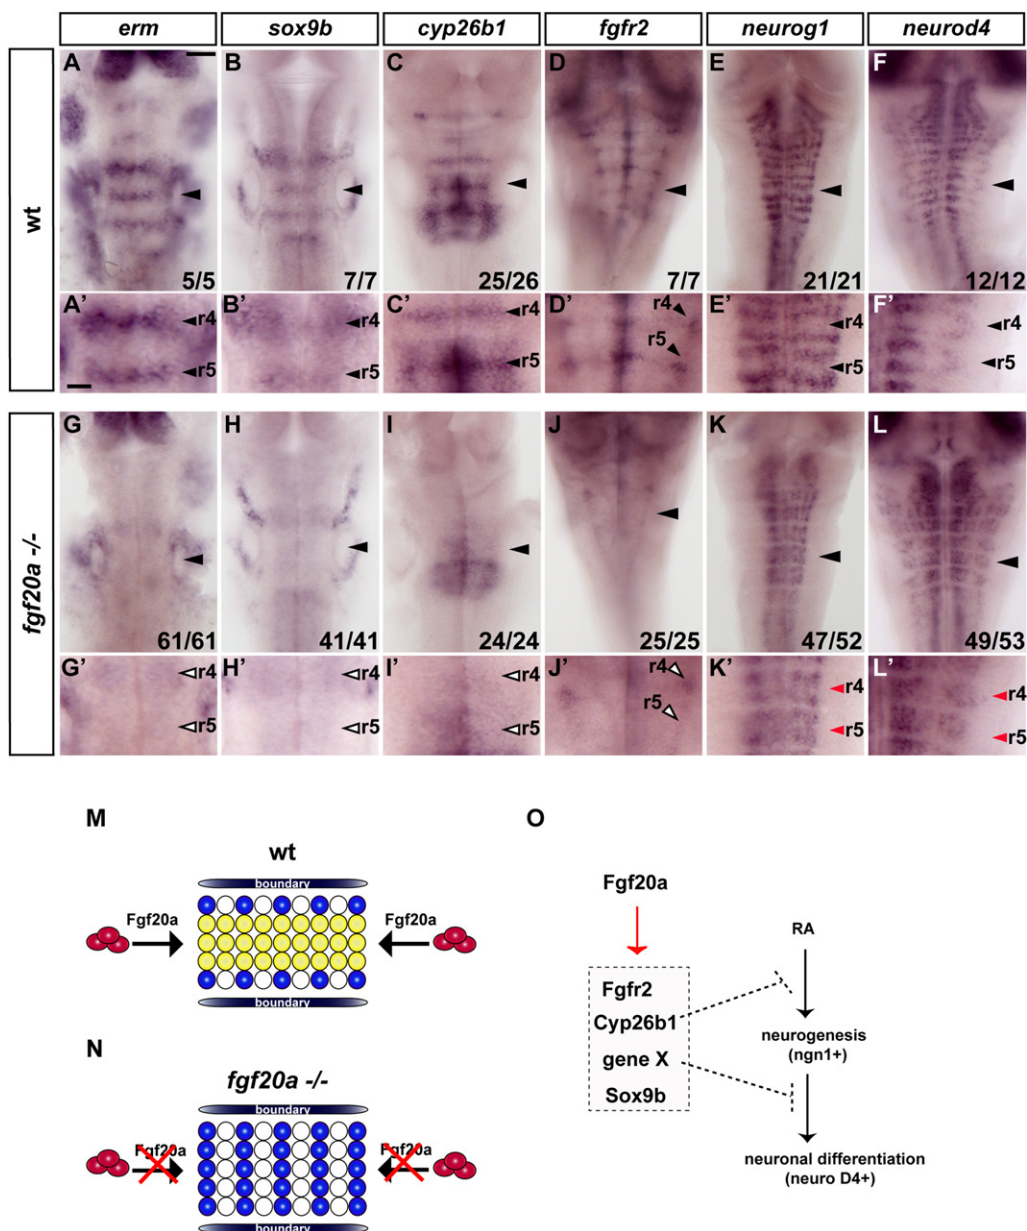 erm sox9b cyp26b1 fgfr2 neurog1 neurod4
wt
A B C D E F
5/5 7/7 25/26 7/7 21/21 12/12
A' B' C' D' E' F'
r4 r4 r4 r4 r4 r4
r5 r5 r5 r5 r5 r5
fgf20a -/-
G H I J K L
61/61 41/41 24/24 25/25 47/52 49/53
G' H' I' J' K' L'
r4 r4 r4 r4 r4 r4
r5 r5 r5 r5 r5 r5
M
wt
boundary
Fgf20a Fgf20a
boundary
N
fgf20a -/-
boundary
Fgf20a Fgf20a
boundary
O
Fgf20a
RA
Fgfr2
Cyp26b1
gene X
Sox9b
neurogenesis
(ngn1+)
neuronal differentiation
(neuro D4+)